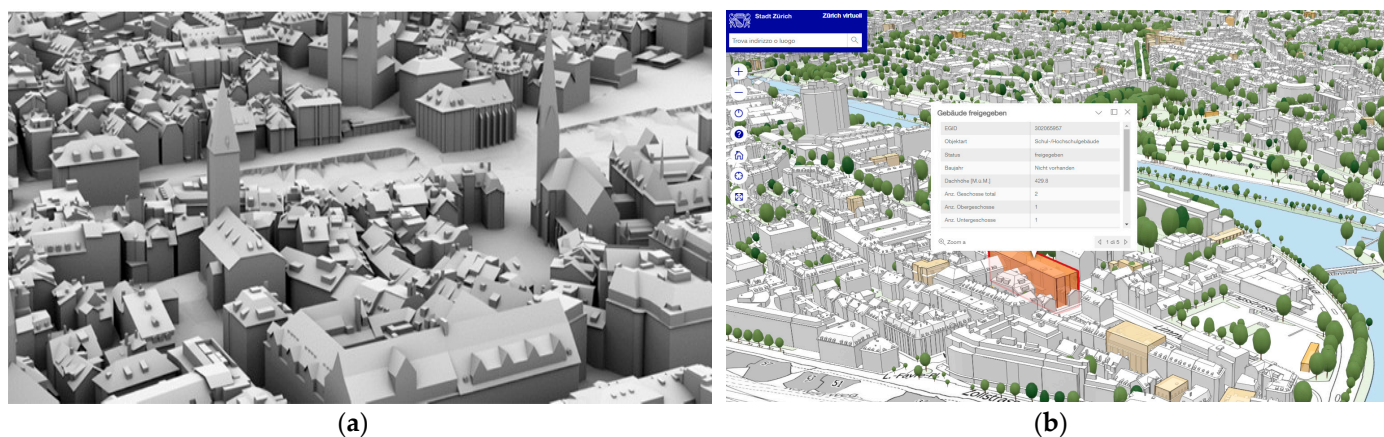 Stadt Zürich
Zürich virtuell
Trova indirizzo o luogo
Gebäude freigegeben
EGID 302065957
Objektart Schul-/Hochschulgebäude
Status freigegeben
Baujahr Nicht vorhanden
Dachhöhe [M.ü.M.] 429.8
Anz. Geschosse total 2
Anz. Obergeschosse 1
Anz. Untergeschosse 1
Zoom a
1 di 5
(a)
(b)